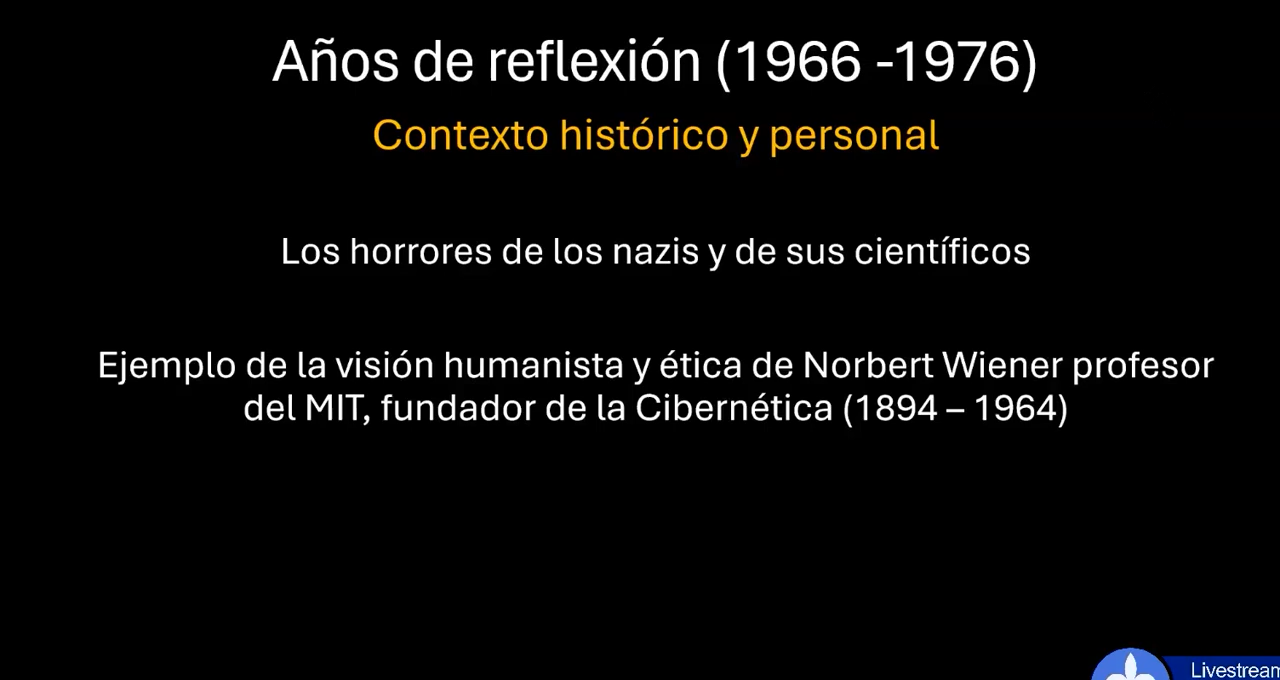 Años de reflexión (1966 -1976)
Contexto histórico y personal
Los horrores de los nazis y de sus científicos
Ejemplo de la visión humanista y ética de Norbert Wiener profesor
del MIT, fundador de la Cibernética (1894 – 1964)
Livestream